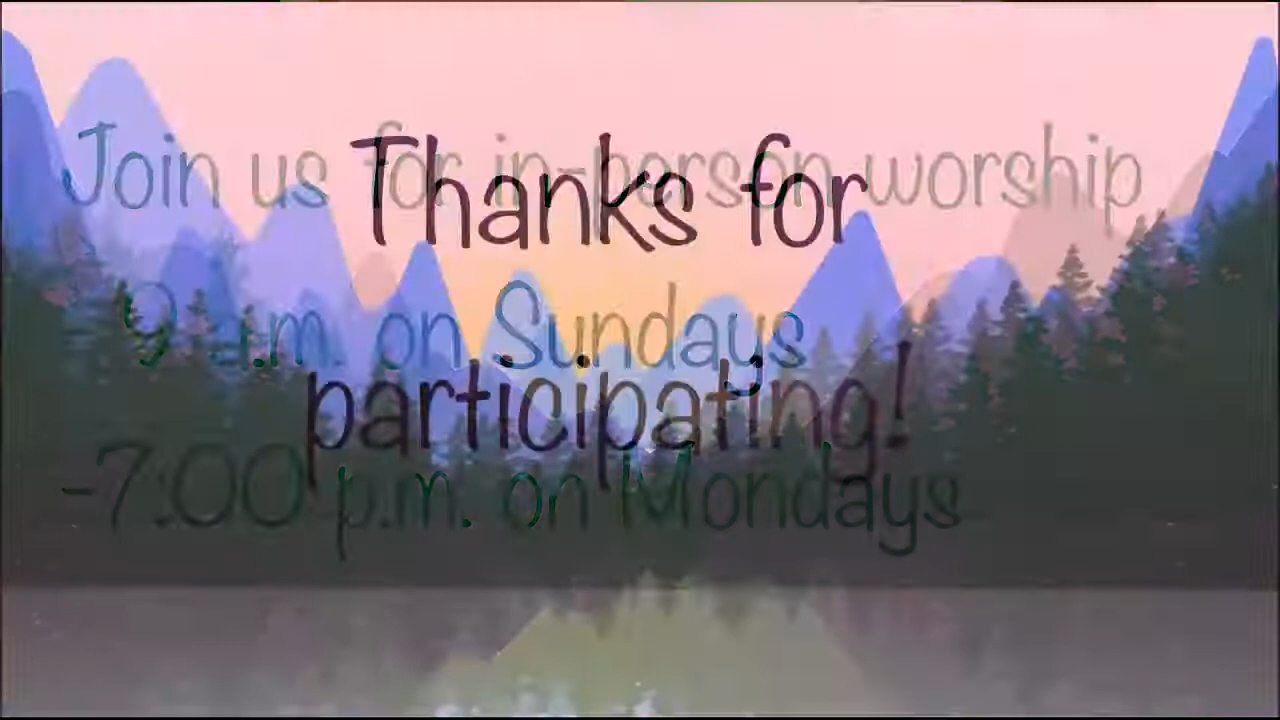 Join us for in-person worship
Thanks for
9 a.m. on Sundays
participating!
-7:00 p.m. on Mondays